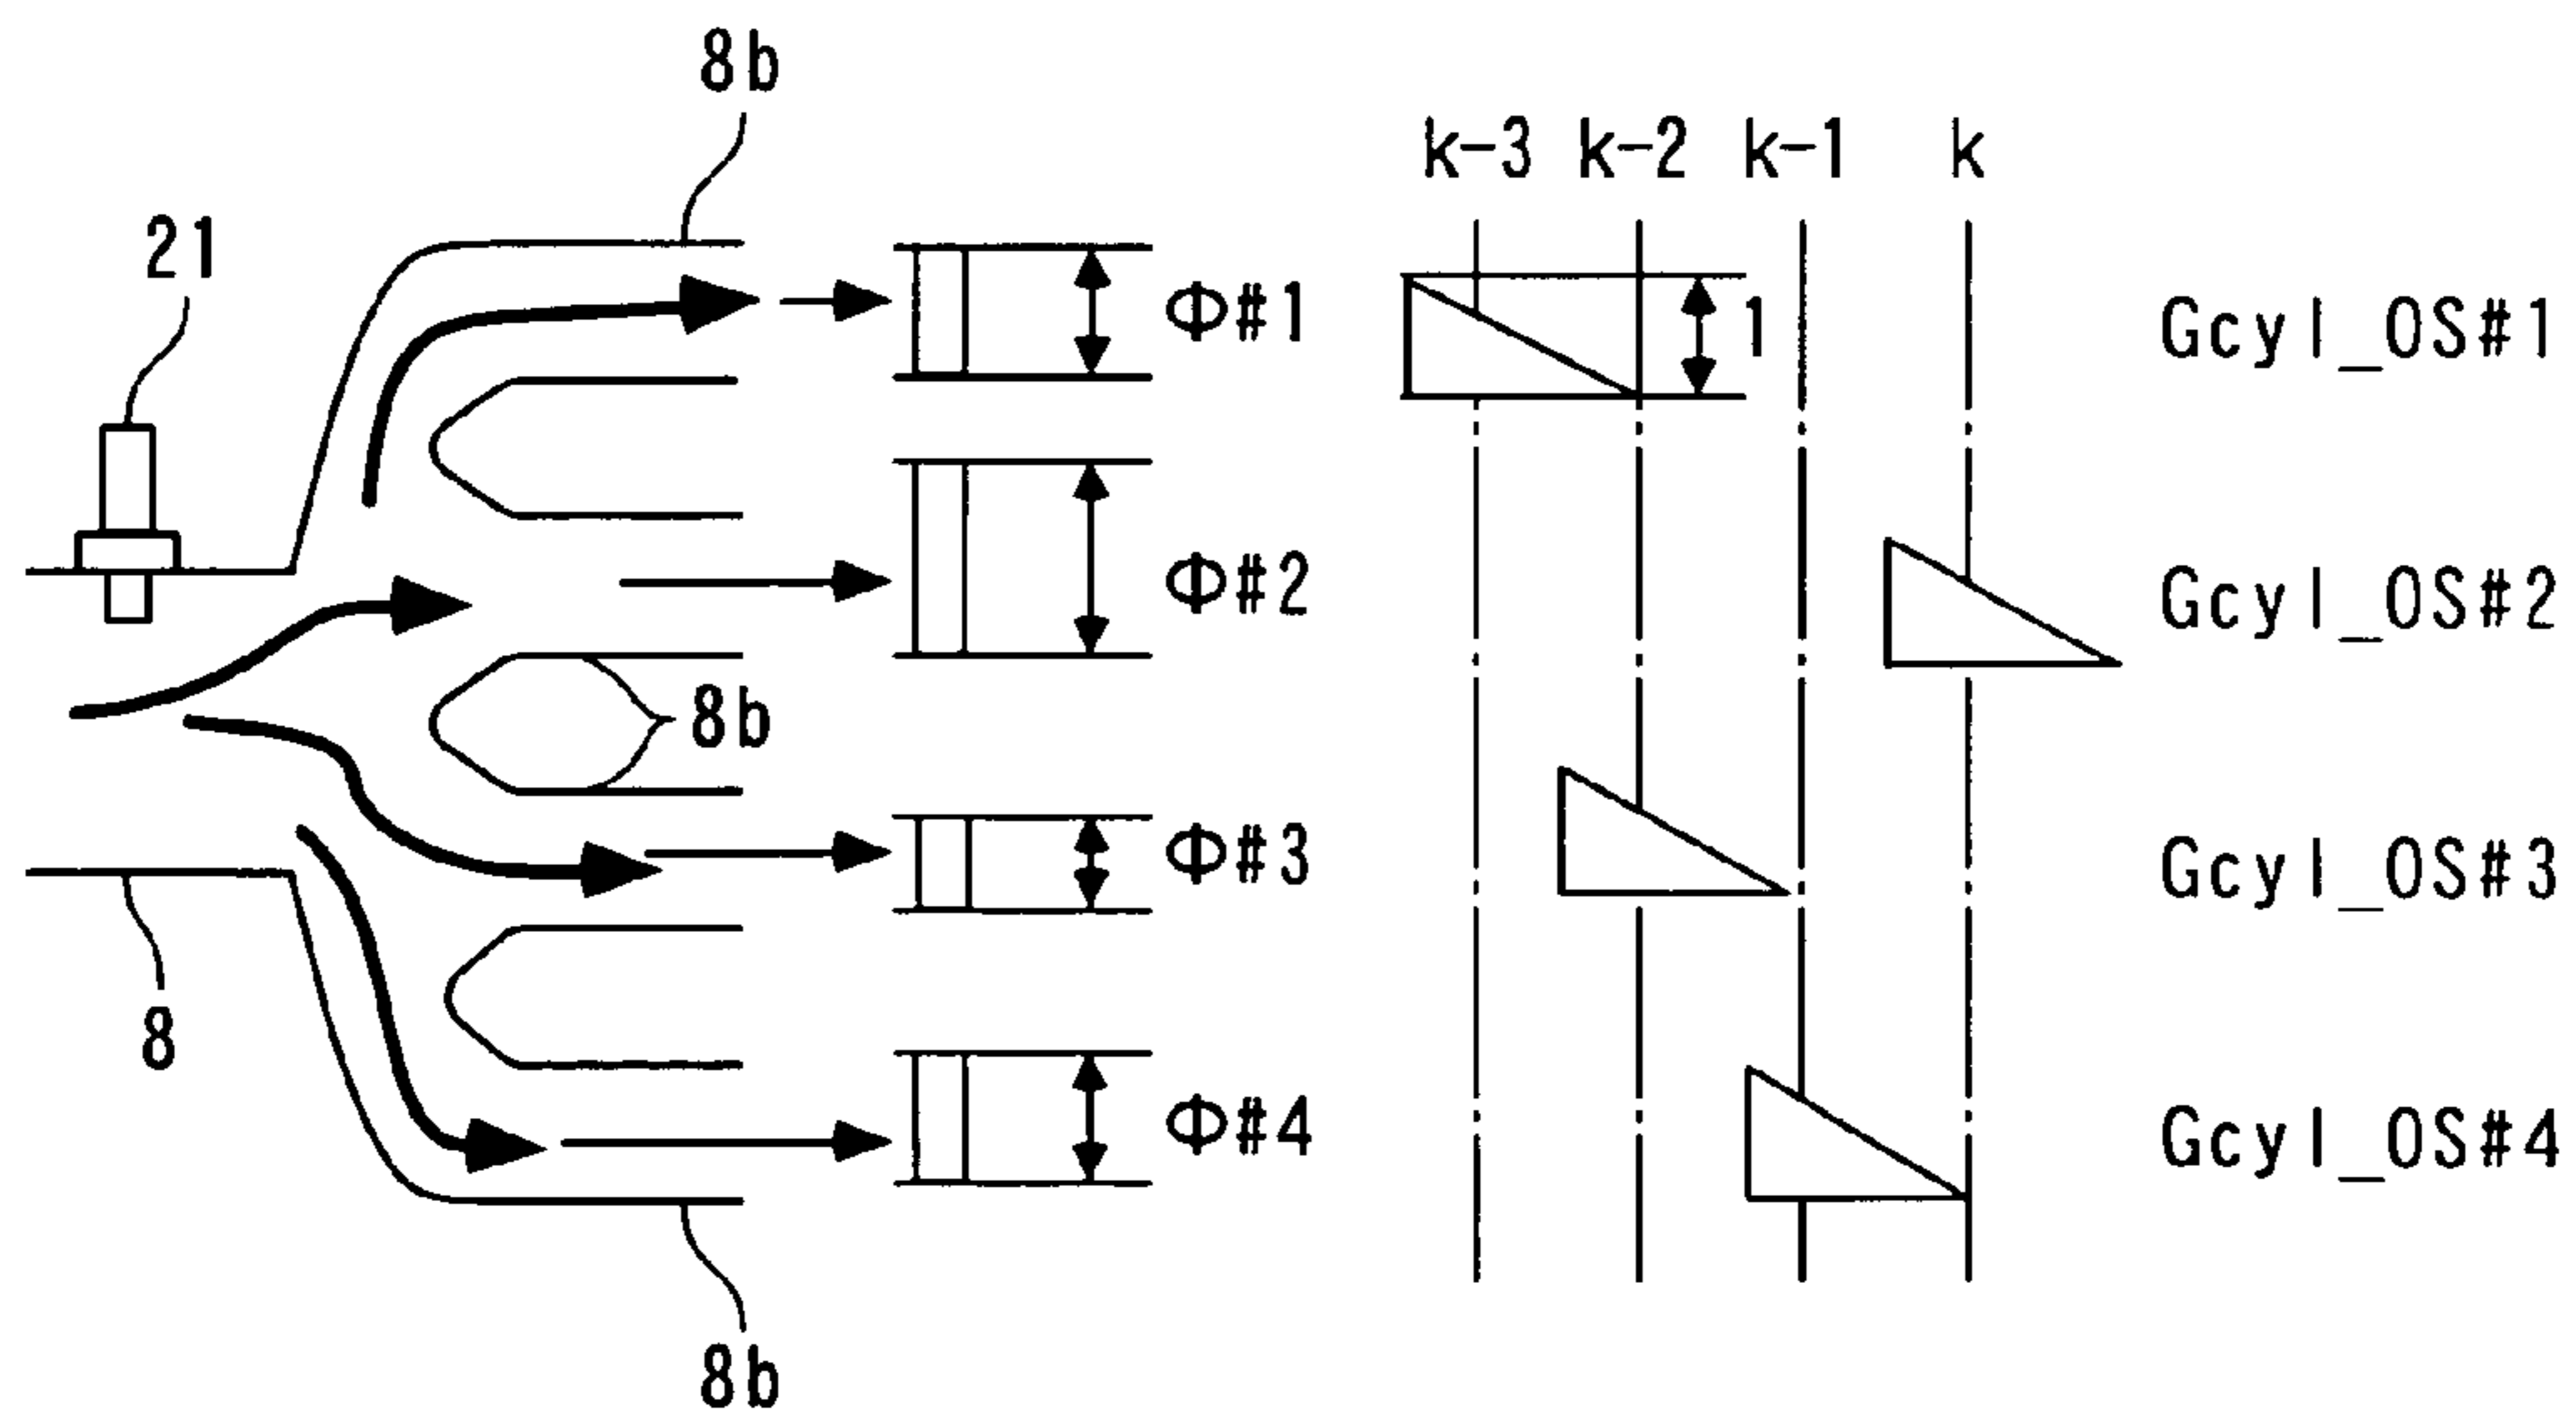 8b
k-3 k-2 k-1 k
21
Φ#1 1 Gcyl_OS#1
Φ#2 Gcyl_OS#2
8b
Φ#3 Gcyl_OS#3
8
Φ#4 Gcyl_OS#4
8b